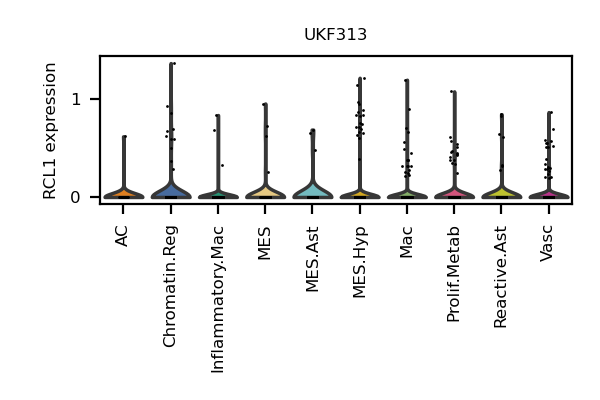 UKF313
RCL1 expression
1
0
AC
Chromatin.Reg
Inflammatory.Mac
MES
MES.Ast
MES.Hyp
Mac
Prolif.Metab
Reactive.Ast
Vasc